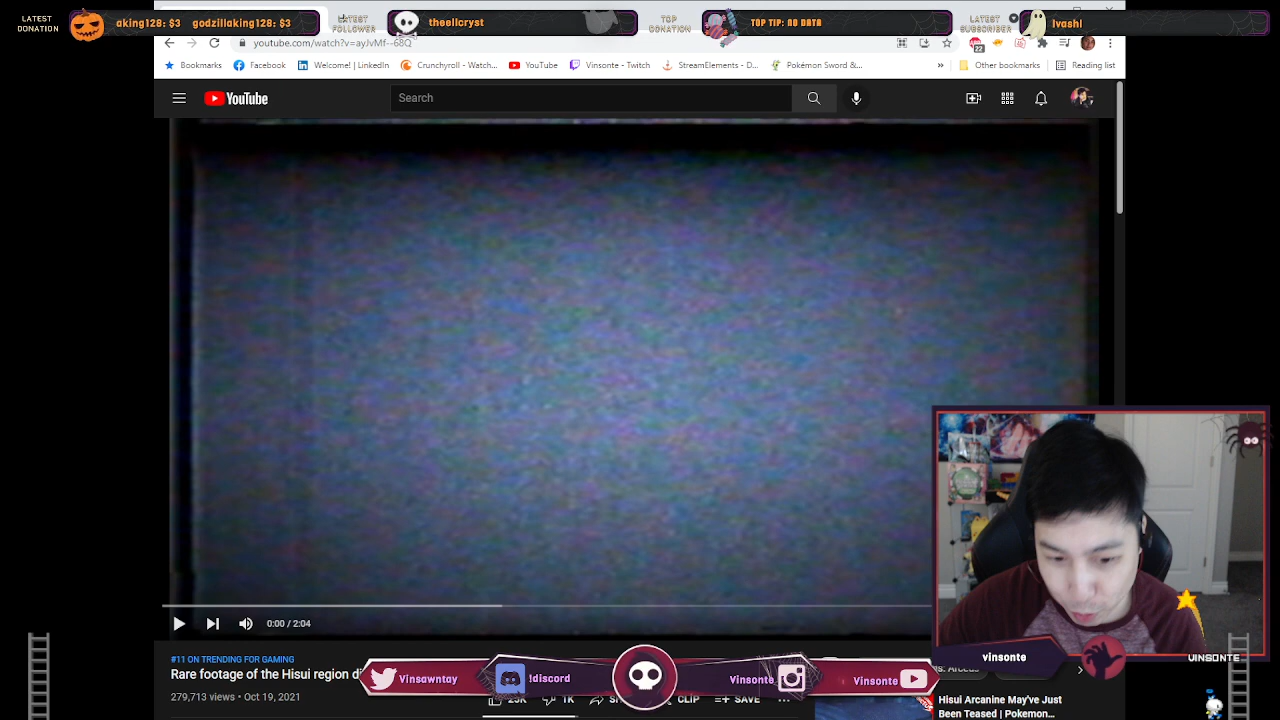 LATEST DONATION
aking128: $3 godzillaking128: $3
LATEST FOLLOWER
theellcryst
TOP DONATION
TOP TIP: NO DATA
LATEST SUBSCRIBER
lvashi
youtube.com/watch?v=ayJvMf--68Q
22
Bookmarks
Facebook
Welcome! | LinkedIn
Crunchyroll - Watch...
YouTube
Vinsonte - Twitch
StreamElements - D...
Pokémon Sword &...
»
Other bookmarks
Reading list
YouTube
Search
0:00 / 2:04
#11 ON TRENDING FOR GAMING
Rare footage of the Hisui region
279,713 views • Oct 19, 2021
Vinsawntay
!discord
Vinsonte
Vinsonte
CLIP
SAVE
vinsonte
VINSONTE
Hisui Arcanine May've Just
Been Teased | Pokemon...